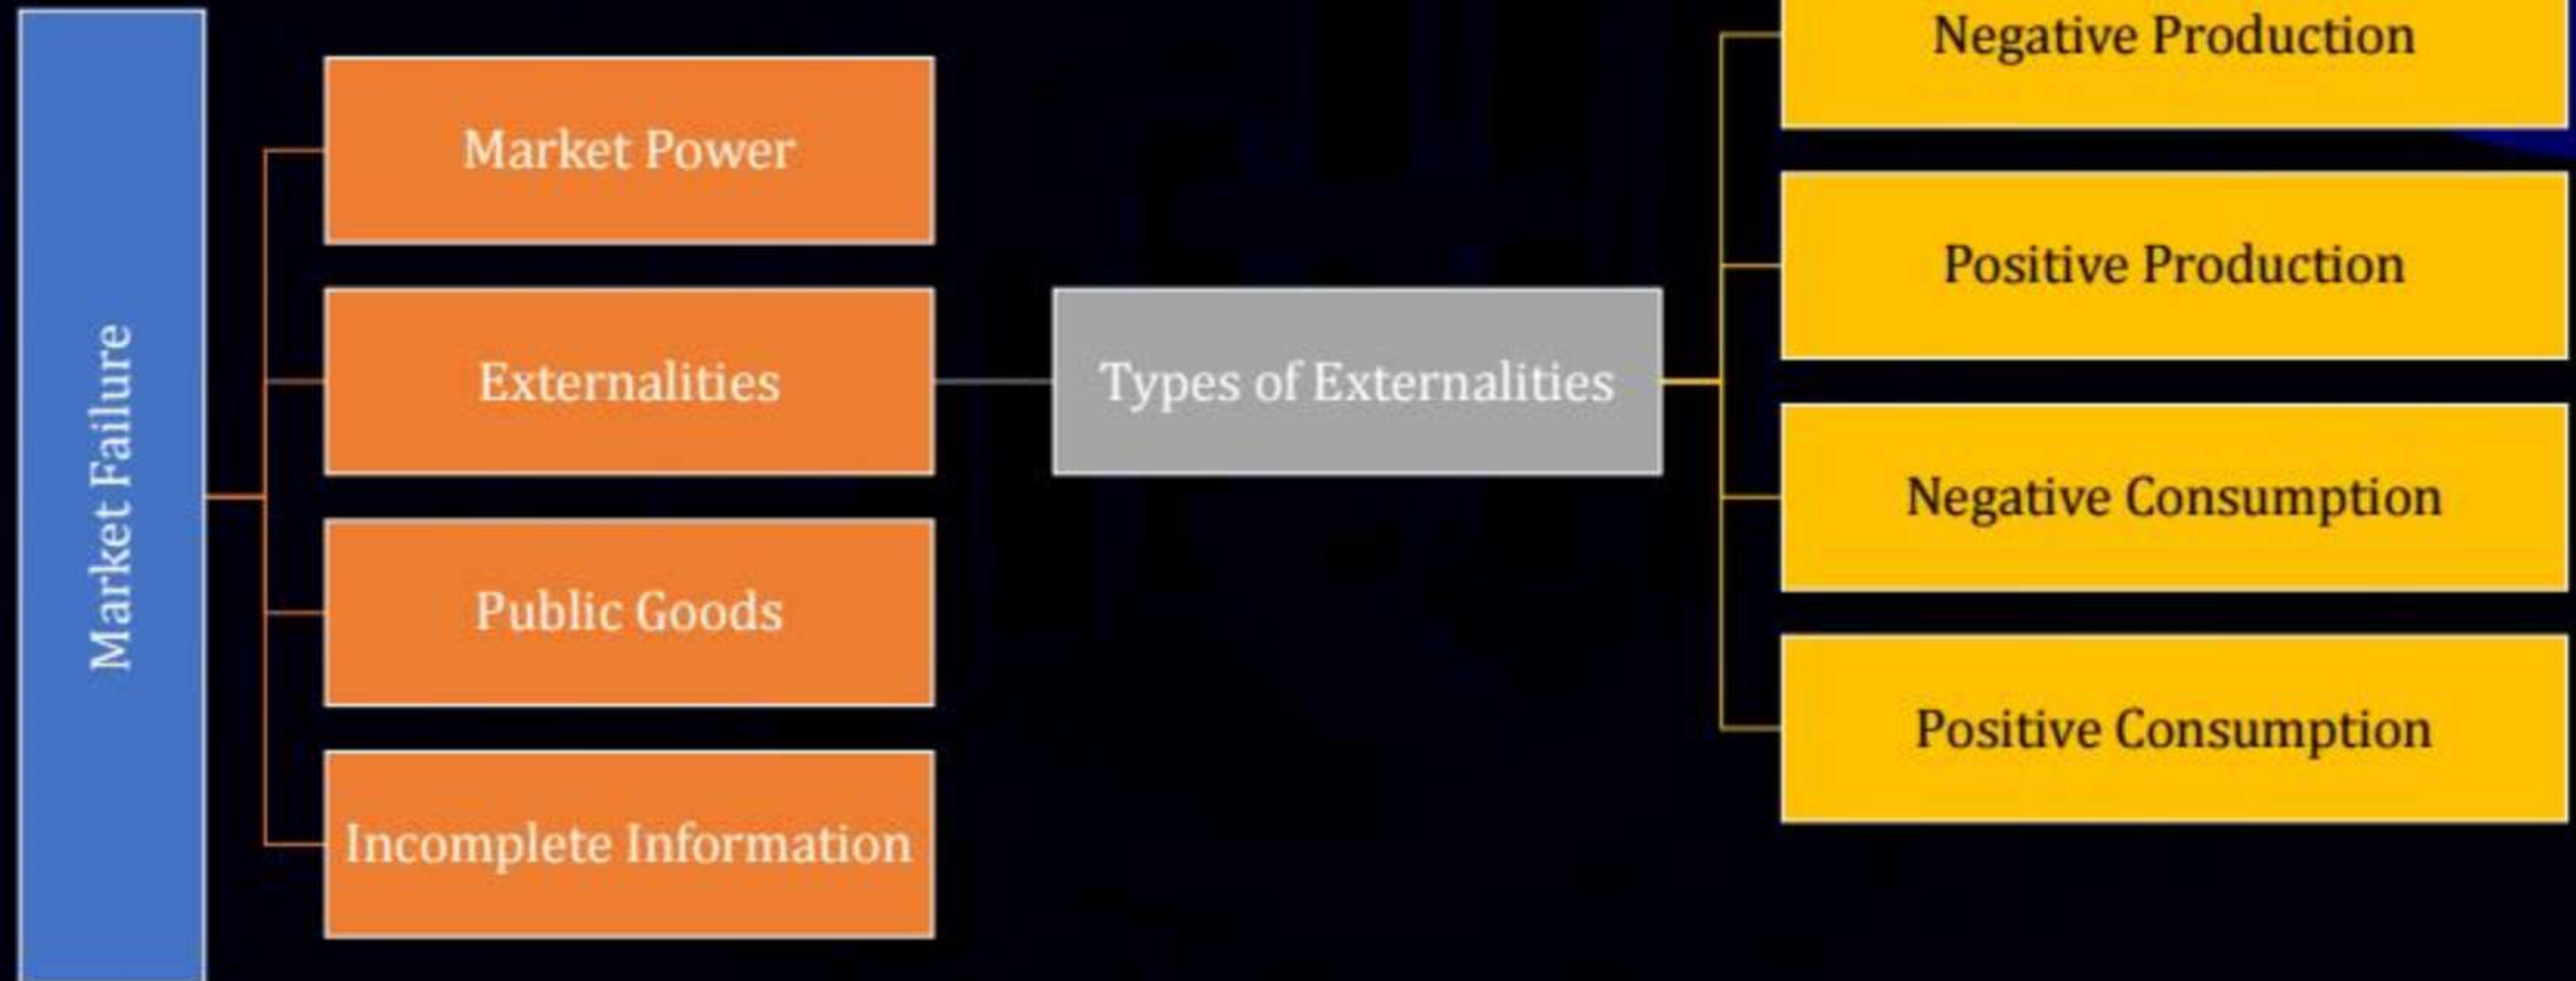 Market Failure
Market Power
Externalities
Public Goods
Incomplete Information
Types of Externalities
Negative Production
Positive Production
Negative Consumption
Positive Consumption